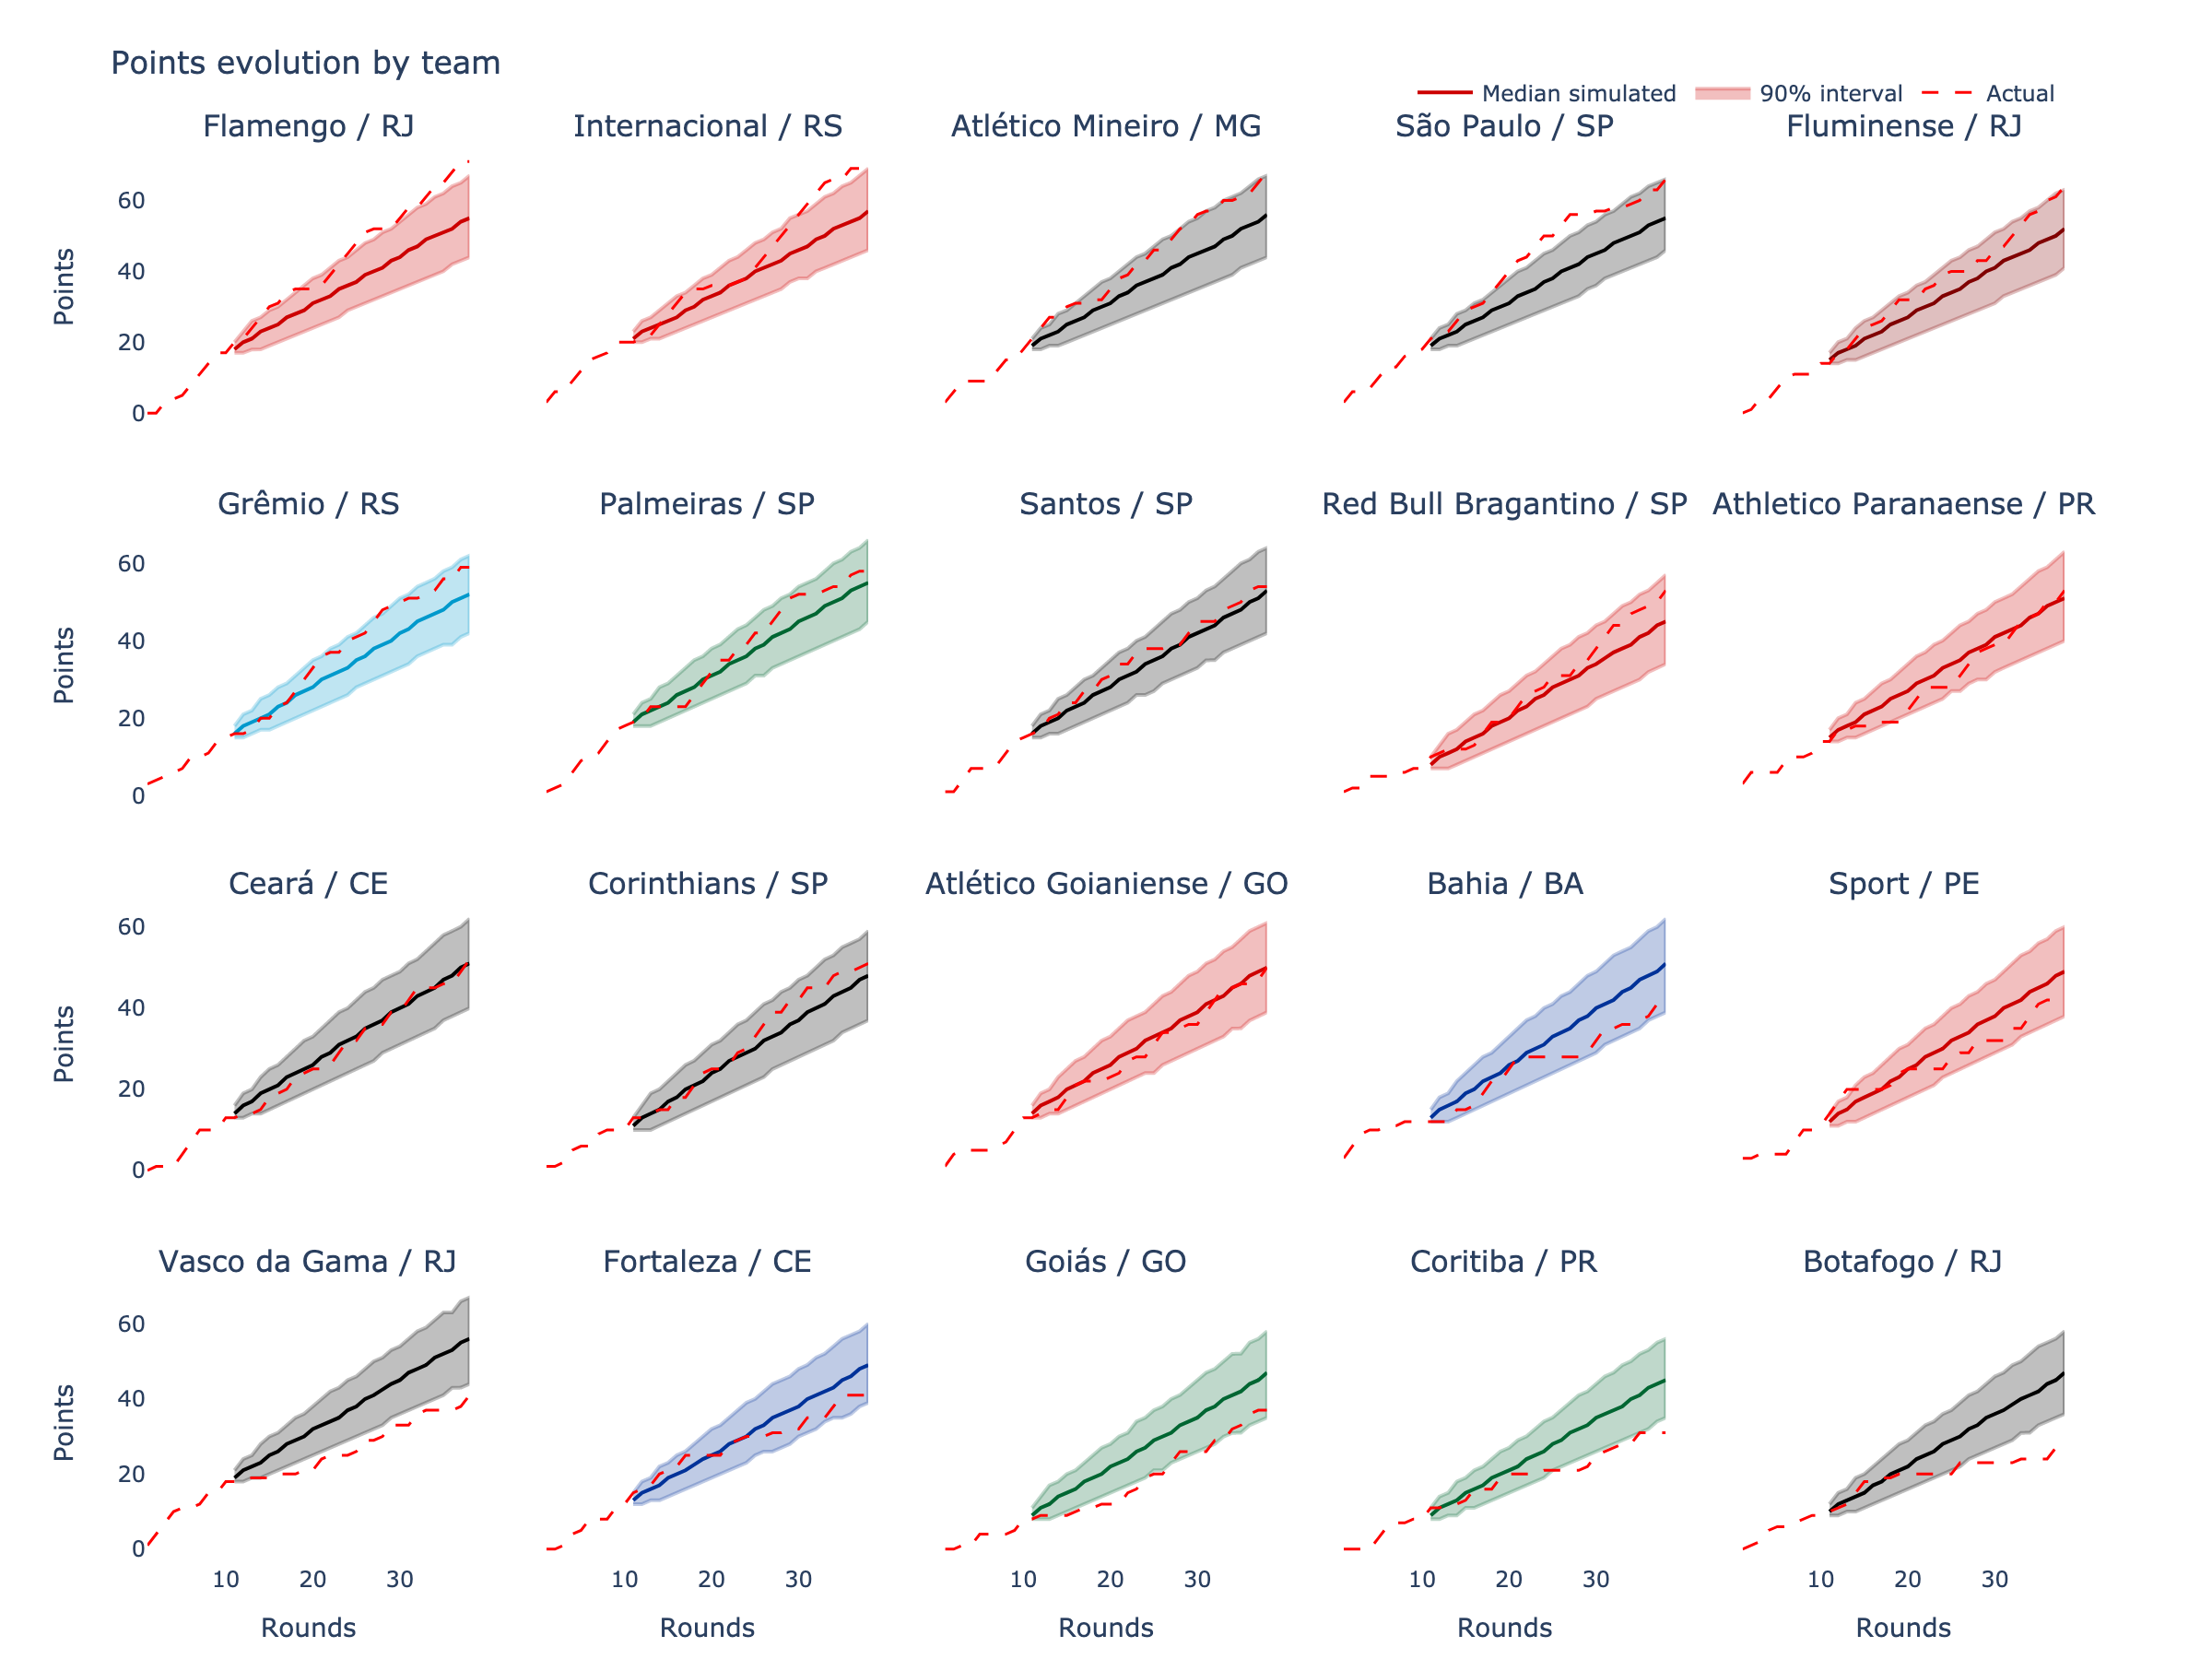 Points evolution by team
Median simulated 90% interval Actual
Flamengo / RJ Internacional / RS Atlético Mineiro / MG São Paulo / SP Fluminense / RJ
60
40
20
0
Points
Grêmio / RS Palmeiras / SP Santos / SP Red Bull Bragantino / SP Athletico Paranaense / PR
60
40
20
0
Points
Ceará / CE Corinthians / SP Atlético Goianiense / GO Bahia / BA Sport / PE
60
40
20
0
Points
Vasco da Gama / RJ Fortaleza / CE Goiás / GO Coritiba / PR Botafogo / RJ
60
40
20
0
Points
10 20 30 10 20 30 10 20 30 10 20 30 10 20 30
Rounds Rounds Rounds Rounds Rounds